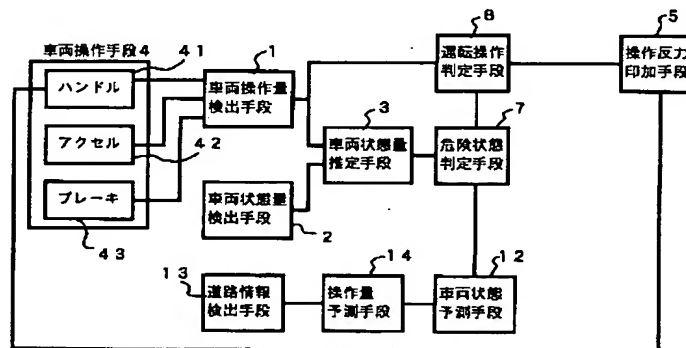 8
5
車両操作手段4
41
1
運転操作
判定手段
操作反力
印加手段
ハンドル
車両操作量
検出手段
3
7
アクセル
42
車両状態量
推定手段
危険状態
判定手段
ブレーキ
車両状態量
検出手段
43
2
13
14
12
道路情報
検出手段
操作量
予測手段
車両状態
予測手段